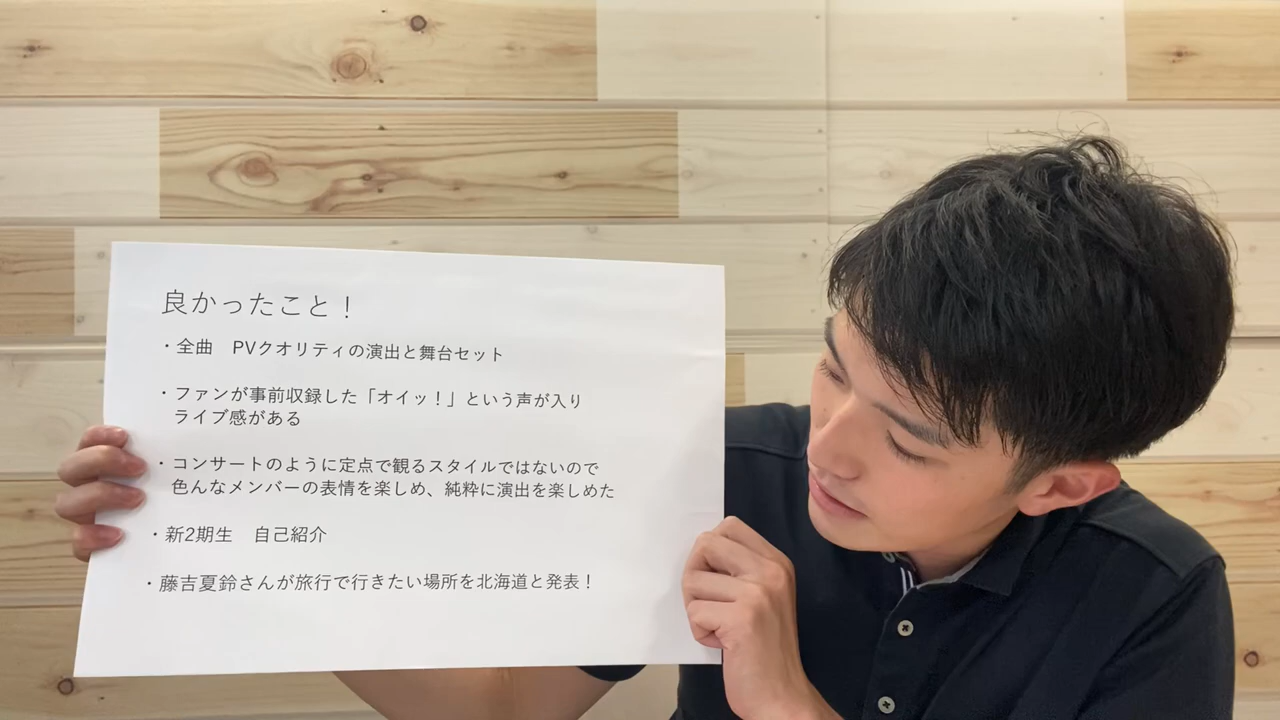 良かったこと！
・全曲　PVクオリティの演出と舞台セット
・ファンが事前収録した「オイッ！」という声が入り
ライブ感がある
・コンサートのように定点で観るスタイルではないので
色んなメンバーの表情を楽しめ、純粋に演出を楽しめた
・新2期生　自己紹介
・藤吉夏鈴さんが旅行で行きたい場所を北海道と発表！